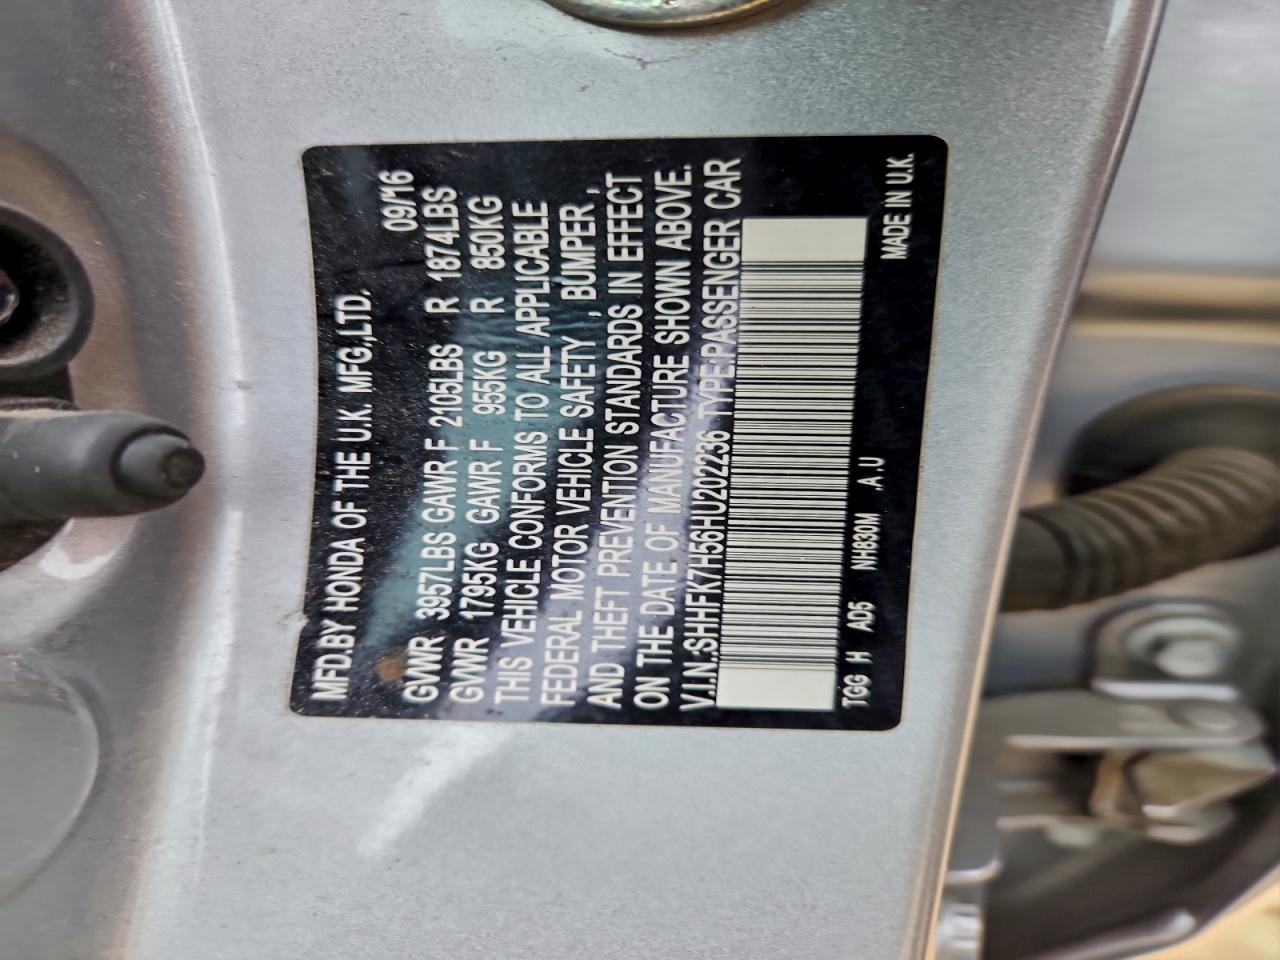 MFD.BY HONDA OF THE U.K. MFG.,LTD.
09/'16
GVWR 3957LBS GAWR F 2105LBS R 1874LBS
GVWR 1795KG GAWR F 955KG R 850KG
THIS VEHICLE CONFORMS TO ALL APPLICABLE
FEDERAL MOTOR VEHICLE SAFETY , BUMPER ,
AND THEFT PREVENTION STANDARDS IN EFFECT
ON THE DATE OF MANUFACTURE SHOWN ABOVE.
V.I.N.:SHHFK7H56HU202236 TYPE:PASSENGER CAR
TGG H AD5 NH830M .A .U MADE IN U.K.